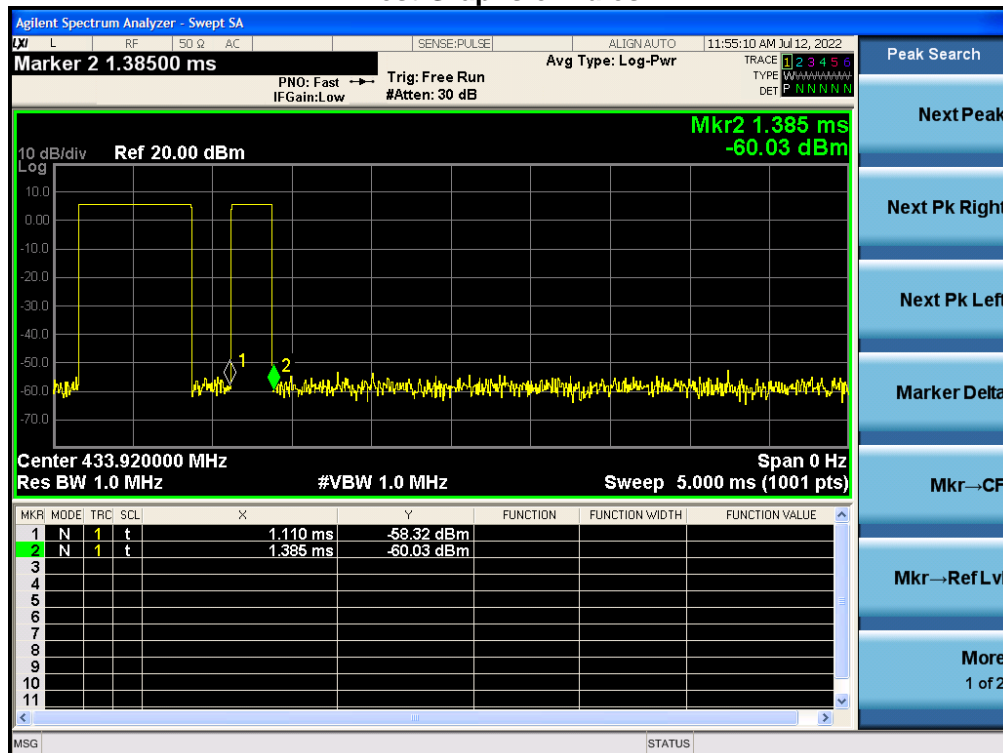 Agilent Spectrum Analyzer - Swept SA
LXI L RF 50 Ω AC SENSE:PULSE ALIGN AUTO 11:55:10 AM Jul 12, 2022
Marker 2 1.38500 ms
PNO: Fast
IFGain:Low
Trig: Free Run
#Atten: 30 dB
Avg Type: Log-Pwr
TRACE 1 2 3 4 5 6
TYPE W
DET P N N N N N
Peak Search
Next Peak
Next Pk Right
Next Pk Left
Marker Delta
Mkr→CF
Mkr→Ref Lvl
More
1 of 2
Mkr2 1.385 ms
-60.03 dBm
10 dB/div Ref 20.00 dBm
Log
10.0
0.00
-10.0
-20.0
-30.0
-40.0
-50.0
-60.0
-70.0
1
2
Center 433.920000 MHz Span 0 Hz
Res BW 1.0 MHz #VBW 1.0 MHz Sweep 5.000 ms (1001 pts)
MKR MODE TRC SCL X Y FUNCTION FUNCTION WIDTH FUNCTION VALUE
1 N 1 t 1.110 ms -58.32 dBm
2 N 1 t 1.385 ms -60.03 dBm
3
4
5
6
7
8
9
10
11
MSG STATUS